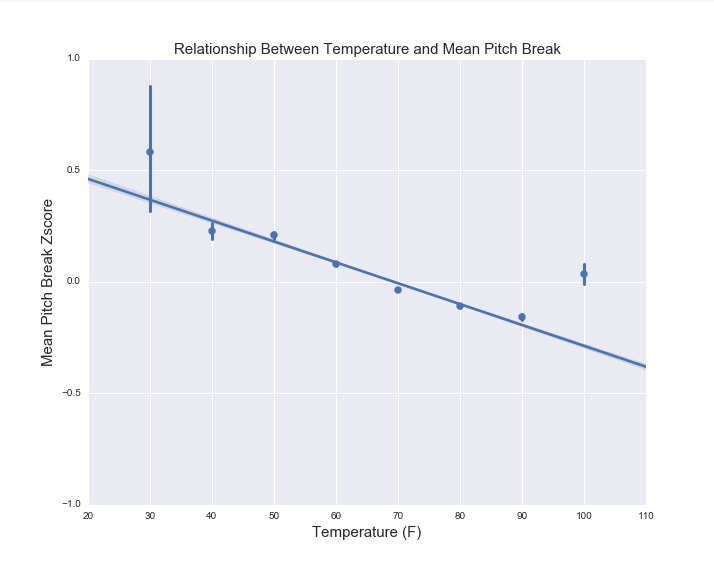 Relationship Between Temperature and Mean Pitch Break
1.0
0.5
0.0
−0.5
−1.0
Mean Pitch Break Zscore
20 30 40 50 60 70 80 90 100 110
Temperature (F)